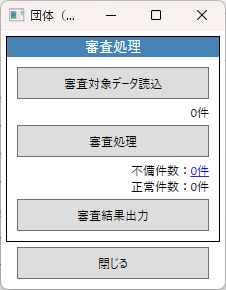 団体（...
審査処理
審査対象データ読込
0件
審査処理
不備件数：0件
正常件数：0件
審査結果出力
閉じる